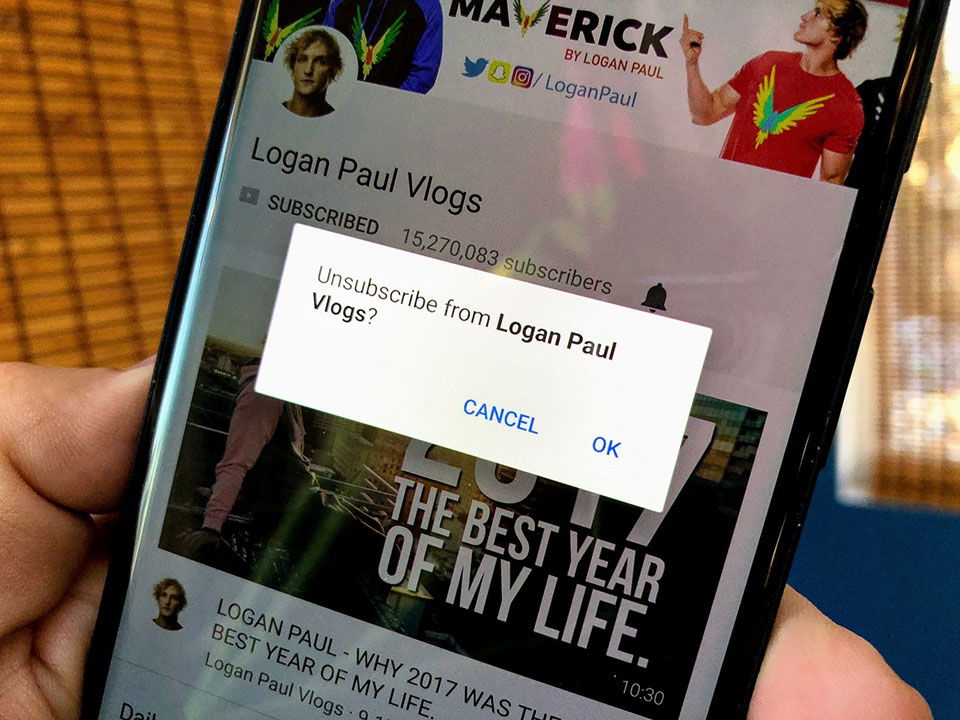 MAVERICK
BY LOGAN PAUL
/LoganPaul
Logan Paul Vlogs
SUBSCRIBED 15,270,083 subscribers
Unsubscribe from Logan Paul
Vlogs?
CANCEL OK
2017
THE BEST YEAR
OF MY LIFE.
10:30
LOGAN PAUL - WHY 2017 WAS THE
BEST YEAR OF MY LIFE.
Logan Paul Vlogs · 9.1
Dail